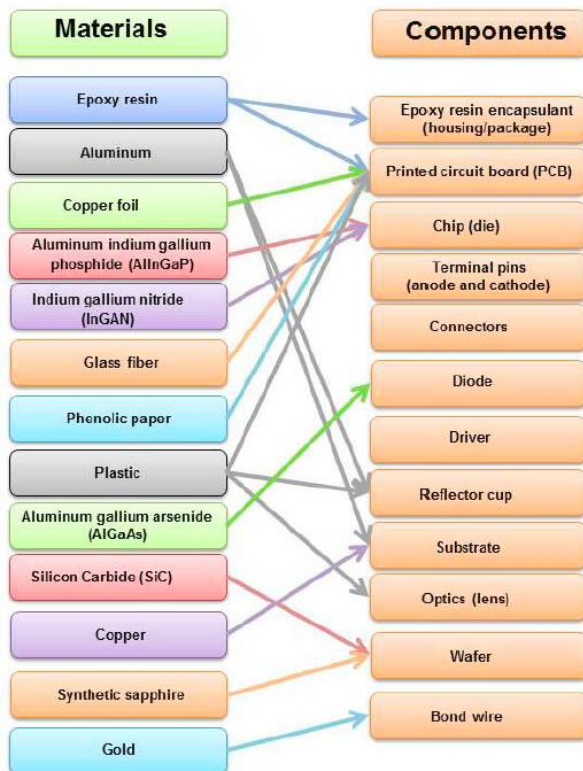 Materials
Components
Epoxy resin
Aluminum
Copper foil
Aluminum indium gallium
phosphide (AlInGaP)
Indium gallium nitride
(InGAN)
Glass fiber
Phenolic paper
Plastic
Aluminum gallium arsenide
(AlGaAs)
Silicon Carbide (SiC)
Copper
Synthetic sapphire
Gold
Epoxy resin encapsulant
(housing/package)
Printed circuit board (PCB)
Chip (die)
Terminal pins
(anode and cathode)
Connectors
Diode
Driver
Reflector cup
Substrate
Optics (lens)
Wafer
Bond wire